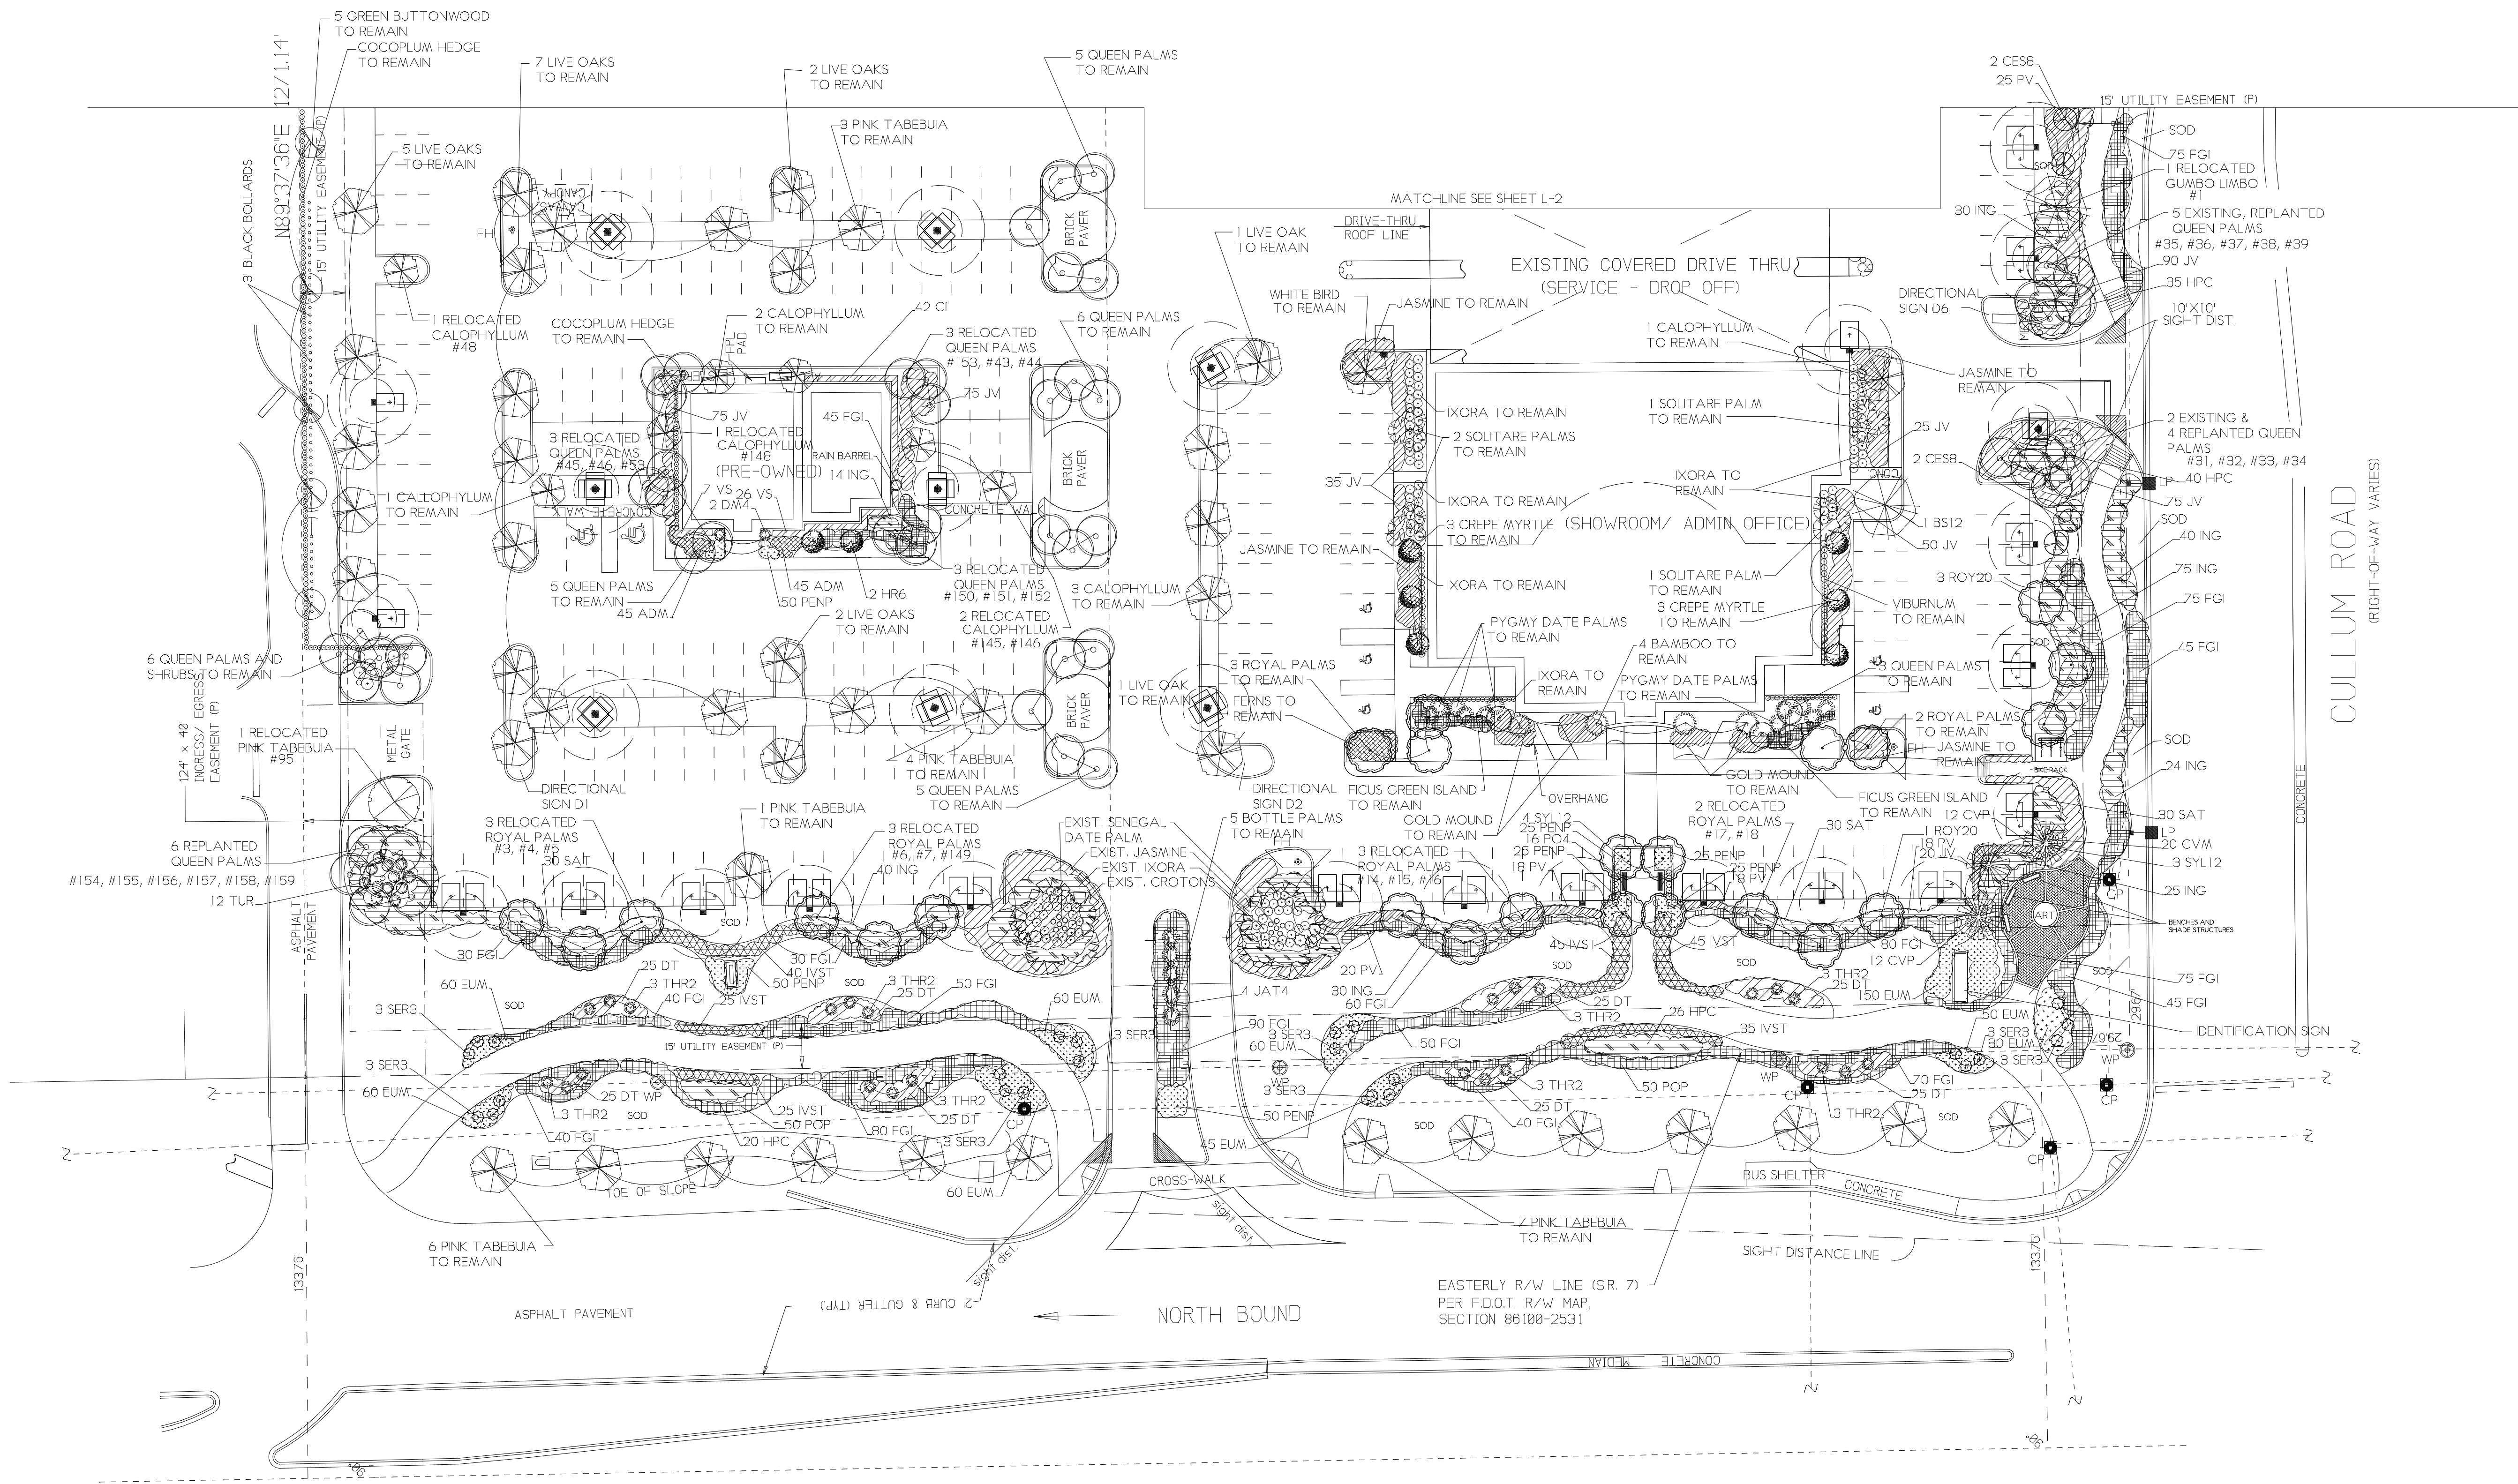 5 GREEN BUTTONWOOD
TO REMAIN
COCOPLUM HEDGE
TO REMAIN
N89°37'36"E 1271.14'
7 LIVE OAKS
TO REMAIN
2 LIVE OAKS
TO REMAIN
5 QUEEN PALMS
TO REMAIN
2 CES8
25 PV
15' UTILITY EASEMENT (P)
15' UTILITY EASEMENT (P)
3' BLACK BOLLARDS
5 LIVE OAKS
TO REMAIN
3 PINK TABEBUIA
TO REMAIN
CANVAS
CANOPY
FH
BRICK
PAVER
SOD
75 FGI
1 RELOCATED
GUMBO LIMBO
#1
SOD
30 ING
5 EXISTING, REPLANTED
QUEEN PALMS
#35, #36, #37, #38, #39
90 JV
35 HPC
10'X10'
SIGHT DIST.
DIRECTIONAL
SIGN D6
MATCHLINE SEE SHEET L-2
DRIVE-THRU
ROOF LINE
1 LIVE OAK
TO REMAIN
EXISTING COVERED DRIVE THRU
(SERVICE - DROP OFF)
WHITE BIRD
TO REMAIN
JASMINE TO REMAIN
1 CALOPHYLLUM
TO REMAIN
1 RELOCATED
CALOPHYLLUM
#48
COCOPLUM HEDGE
TO REMAIN
2 CALOPHYLLUM
TO REMAIN
FPL
PAD
42 CI
3 RELOCATED
QUEEN PALMS
#153, #43, #44
6 QUEEN PALMS
TO REMAIN
75 JV
75 JV
45 FGI
1 RELOCATED
CALOPHYLLUM
#148
(PRE-OWNED)
RAIN BARREL
14 ING
3 RELOCATED
QUEEN PALMS
#45, #46, #53
7 VS
26 VS
2 DM4
1 CALLOPHYLUM
TO REMAIN
CONCRETE WALK
CONCRETE WALK
BRICK
PAVER
JASMINE TO
REMAIN
IXORA TO REMAIN
2 SOLITARE PALMS
TO REMAIN
1 SOLITARE PALM
TO REMAIN
25 JV
2 CES8
CONC.
35 JV
IXORA TO REMAIN
IXORA TO
REMAIN
3 CREPE MYRTLE
TO REMAIN
(SHOWROOM/ ADMIN OFFICE)
JASMINE TO REMAIN
IXORA TO REMAIN
1 BS12
50 JV
1 SOLITARE PALM
TO REMAIN
3 CREPE MYRTLE
TO REMAIN
VIBURNUM
TO REMAIN
2 EXISTING &
4 REPLANTED QUEEN
PALMS
#31, #32, #33, #34
40 HPC
LP
75 JV
SOD
40 ING
75 ING
3 ROY20
75 FGI
SOD
45 FGI
CULLUM ROAD
(RIGHT-OF-WAY VARIES)
5 QUEEN PALMS
TO REMAIN
45 ADM
45 ADM
50 PENP
2 HR6
3 RELOCATED
QUEEN PALMS
#150, #151, #152
2 RELOCATED
CALOPHYLLUM
#145, #146
2 LIVE OAKS
TO REMAIN
3 CALOPHYLLUM
TO REMAIN
6 QUEEN PALMS AND
SHRUBS TO REMAIN
124' x 40'
INGRESS/ EGRESS
EASEMENT (P)
METAL
GATE
1 RELOCATED
PINK TABEBUIA
#95
DIRECTIONAL
SIGN D1
4 PINK TABEBUIA
TO REMAIN
5 QUEEN PALMS
TO REMAIN
BRICK
PAVER
1 LIVE OAK
TO REMAIN
3 ROYAL PALMS
TO REMAIN
FERNS TO
REMAIN
PYGMY DATE PALMS
TO REMAIN
4 BAMBOO TO
REMAIN
IXORA TO
REMAIN
PYGMY DATE PALMS
TO REMAIN
3 QUEEN PALMS
TO REMAIN
2 ROYAL PALMS
TO REMAIN
FH
JASMINE TO
REMAIN
BIKE RACK
SOD
24 ING
GOLD MOUND
TO REMAIN
DIRECTIONAL
SIGN D2
5 BOTTLE PALMS
TO REMAIN
FH
FICUS GREEN ISLAND
TO REMAIN
GOLD MOUND
TO REMAIN
OVERHANG
FICUS GREEN ISLAND
TO REMAIN
2 RELOCATED
ROYAL PALMS
#17, #18
30 SAT
12 CVP
1 ROY20
18 PV
20 JV
30 SAT
LP
20 CVM
3 SYL12
CP
25 ING
BENCHES AND
SHADE STRUCTURES
ART
CONCRETE
4 SYL12
25 PENP
16 PO4
25 PENP
18 PV
25 PENP
25 PENP
18 PV
3 RELOCATED
ROYAL PALMS
#14, #15, #16
6 REPLANTED
QUEEN PALMS
#154, #155, #156, #157, #158, #159
12 TUR
ASPHALT
PAVEMENT
3 RELOCATED
ROYAL PALMS
#3, #4, #5
30 SAT
1 PINK TABEBUIA
TO REMAIN
3 RELOCATED
ROYAL PALMS
#6, #7, #149
40 ING
EXIST. SENEGAL
DATE PALM
EXIST. JASMINE
EXIST. IXORA
EXIST. CROTONS
SOD
30 FGI
25 DT
3 THR2
40 FGI
25 IVST
30 FGI
40 IVST
50 PENP
SOD
3 THR2
25 DT
50 FGI
60 EUM
60 EUM
SOD
3 SER3
3 SER3
15' UTILITY EASEMENT (P)
3 SER3
60 EUM
3 THR2
25 DT
WP
SOD
40 FGI
25 IVST
50 POP
20 HPC
80 FGI
3 THR2
25 DT
3 SER3
CP
60 EUM
TOE OF SLOPE
6 PINK TABEBUIA
TO REMAIN
4 JAT4
90 FGI
3 SER3
60 EUM
WP
3 SER3
50 PENP
45 EUM
CROSS-WALK
sight dist.
sight dist.
20 PV
30 ING
60 FGI
45 IVST
45 IVST
SOD
SOD
25 DT
3 THR2
50 FGI
26 HPC
35 IVST
50 POP
3 THR2
25 DT
40 FGI
SOD
3 THR2
25 DT
80 FGI
12 CVP
150 EUM
75 FGI
SOD
45 FGI
IDENTIFICATION SIGN
50 EUM
3 SER3
80 EUM
3 SER3
29.67'
29.67'
WP
WP
CP
CP
70 FGI
25 DT
3 THR2
SOD
CP
BUS SHELTER
CONCRETE
7 PINK TABEBUIA
TO REMAIN
SIGHT DISTANCE LINE
133.76'
133.75'
EASTERLY R/W LINE (S.R. 7)
PER F.D.O.T. R/W MAP,
SECTION 86100-2531
2' CURB & GUTTER (TYP.)
ASPHALT PAVEMENT
NORTH BOUND
CONCRETE MEDIAN
90°
90°